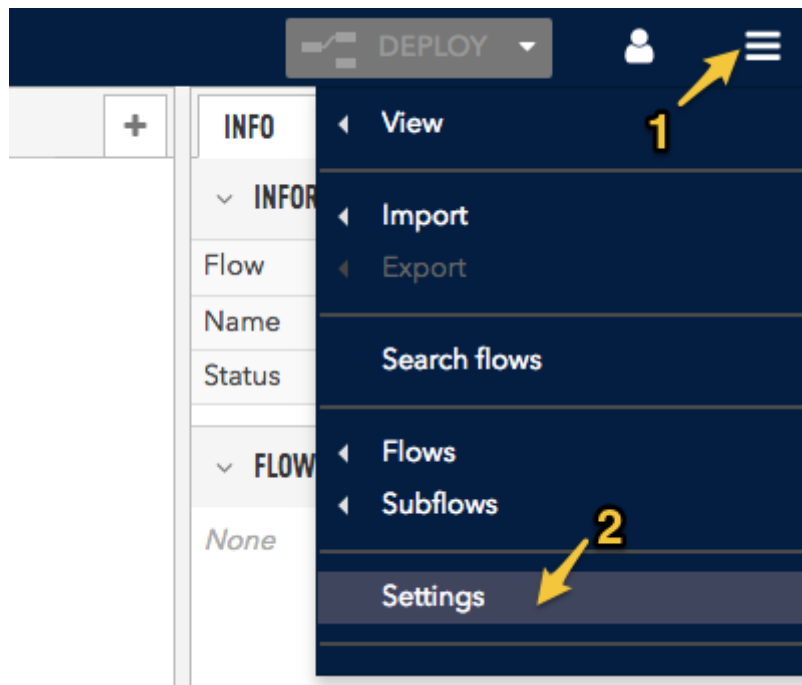 DEPLOY
INFO
View
1
INFOR
Import
Flow
Export
Name
Search flows
Status
Flows
FLOW
Subflows
2
None
Settings